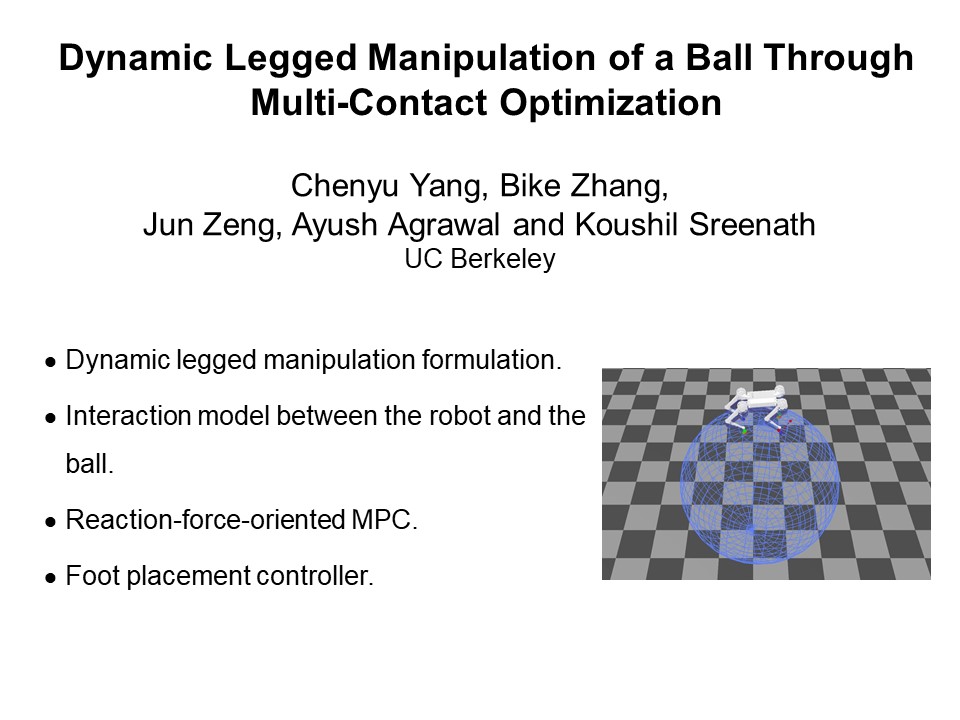 Dynamic Legged Manipulation of a Ball Through
Multi-Contact Optimization
Chenyu Yang, Bike Zhang,
Jun Zeng, Ayush Agrawal and Koushil Sreenath
UC Berkeley
● Dynamic legged manipulation formulation.
● Interaction model between the robot and the
ball.
● Reaction-force-oriented MPC.
● Foot placement controller.